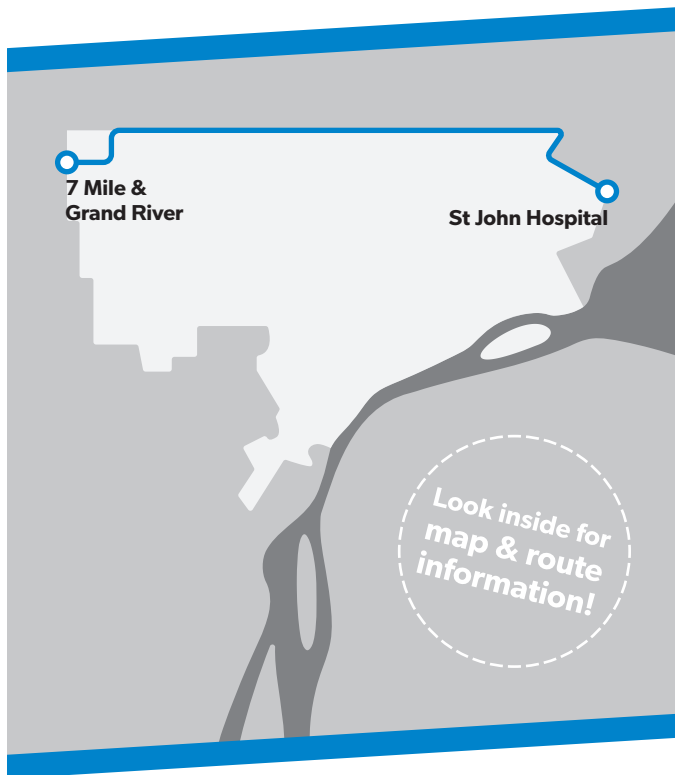 7 Mile &
Grand River
St John Hospital
Look inside for
map & route
information!